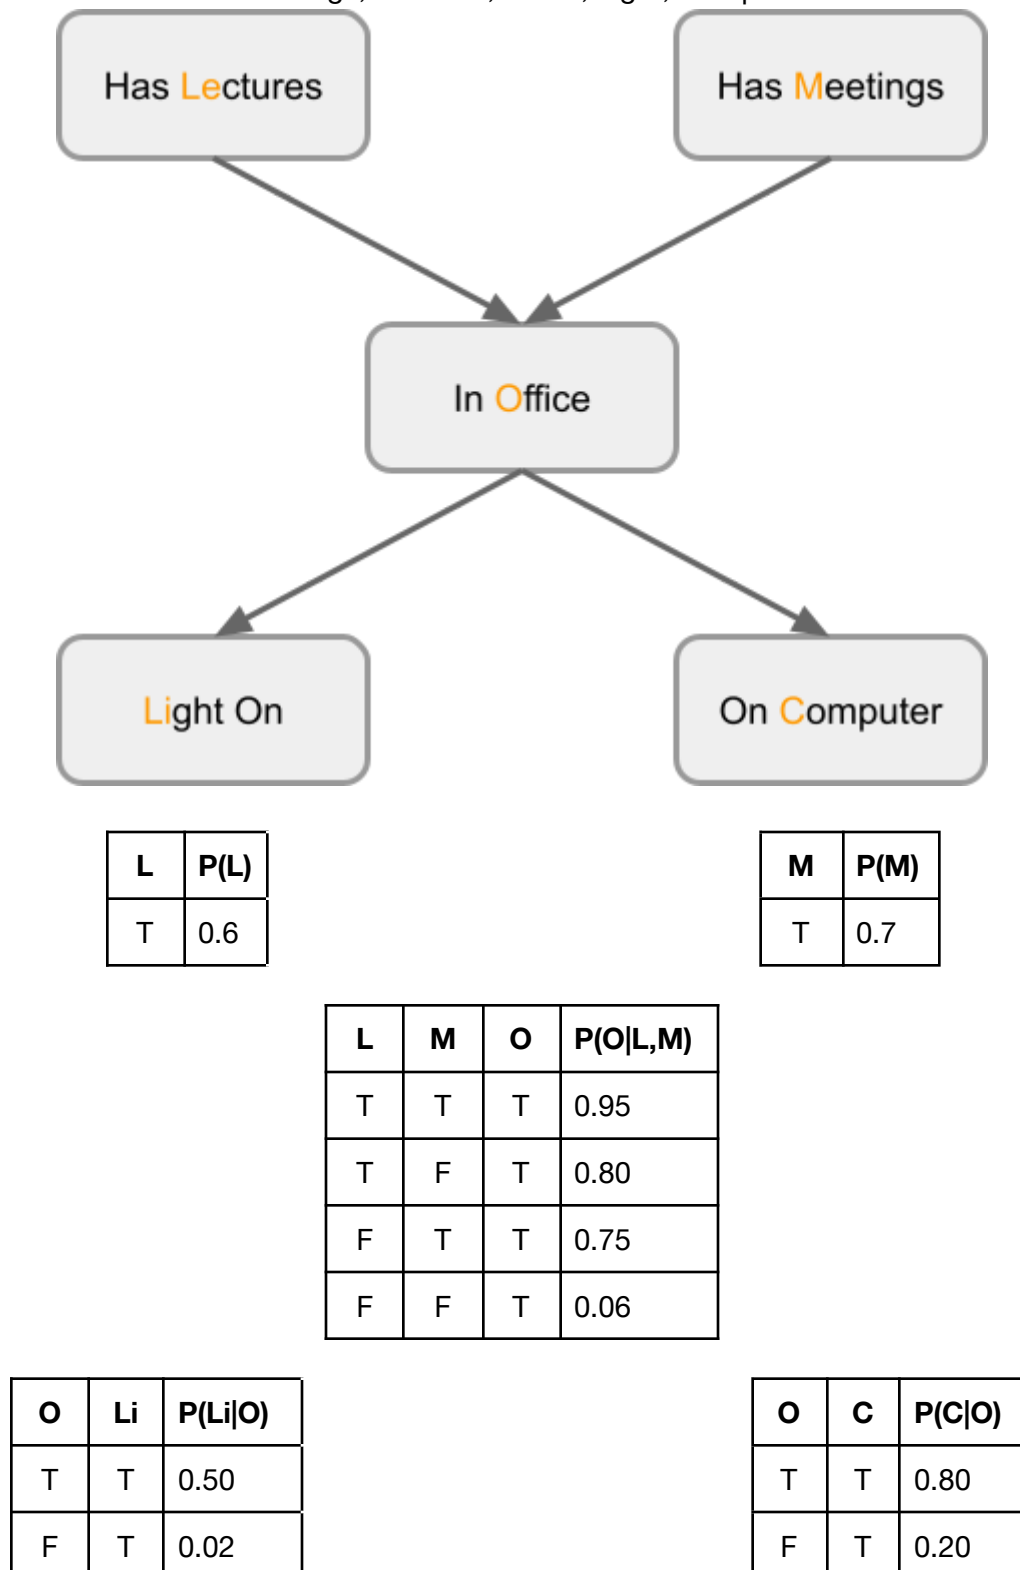 Has Lectures
Has Meetings
In Office
Light On
On Computer
L P(L)
T 0.6
M P(M)
T 0.7
L M O P(O|L,M)
T T T 0.95
T F T 0.80
F T T 0.75
F F T 0.06
O Li P(Li|O)
T T 0.50
F T 0.02
O C P(C|O)
T T 0.80
F T 0.20